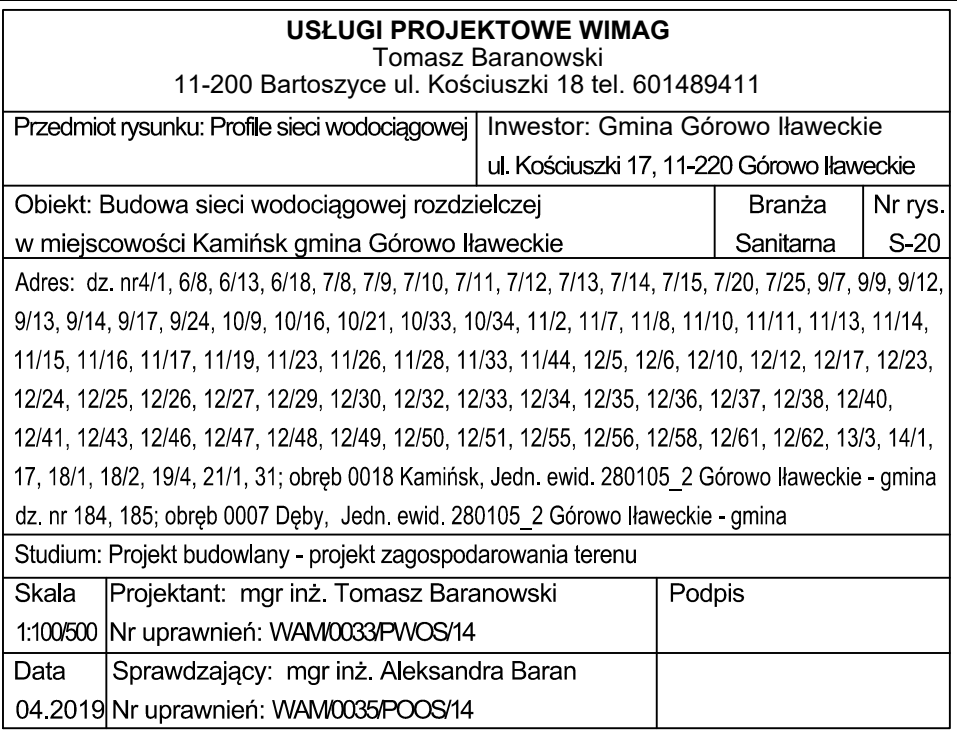 USŁUGI PROJEKTOWE WIMAG
Tomasz Baranowski
11-200 Bartoszyce ul. Kościuszki 18 tel. 601489411
Przedmiot rysunku: Profile sieci wodociągowej
Inwestor: Gmina Górowo Iławeckie
ul. Kościuszki 17, 11-220 Górowo Iławeckie
Obiekt: Budowa sieci wodociągowej rozdzielczej
w miejscowości Kamińsk gmina Górowo Iławeckie
Branża
Sanitarna
Nr rys.
S-20
Adres: dz. nr4/1, 6/8, 6/13, 6/18, 7/8, 7/9, 7/10, 7/11, 7/12, 7/13, 7/14, 7/15, 7/20, 7/25, 9/7, 9/9, 9/12,
9/13, 9/14, 9/17, 9/24, 10/9, 10/16, 10/21, 10/33, 10/34, 11/2, 11/7, 11/8, 11/10, 11/11, 11/13, 11/14,
11/15, 11/16, 11/17, 11/19, 11/23, 11/26, 11/28, 11/33, 11/44, 12/5, 12/6, 12/10, 12/12, 12/17, 12/23,
12/24, 12/25, 12/26, 12/27, 12/29, 12/30, 12/32, 12/33, 12/34, 12/35, 12/36, 12/37, 12/38, 12/40,
12/41, 12/43, 12/46, 12/47, 12/48, 12/49, 12/50, 12/51, 12/55, 12/56, 12/58, 12/61, 12/62, 13/3, 14/1,
17, 18/1, 18/2, 19/4, 21/1, 31; obręb 0018 Kamińsk, Jedn. ewid. 280105_2 Górowo Iławeckie - gmina
dz. nr 184, 185; obręb 0007 Dęby, Jedn. ewid. 280105_2 Górowo Iławeckie - gmina
Studium: Projekt budowlany - projekt zagospodarowania terenu
Skala
1:100/500
Projektant: mgr inż. Tomasz Baranowski
Nr uprawnień: WAM/0033/PWOS/14
Podpis
Data
04.2019
Sprawdzający: mgr inż. Aleksandra Baran
Nr uprawnień: WAM/0035/POOS/14